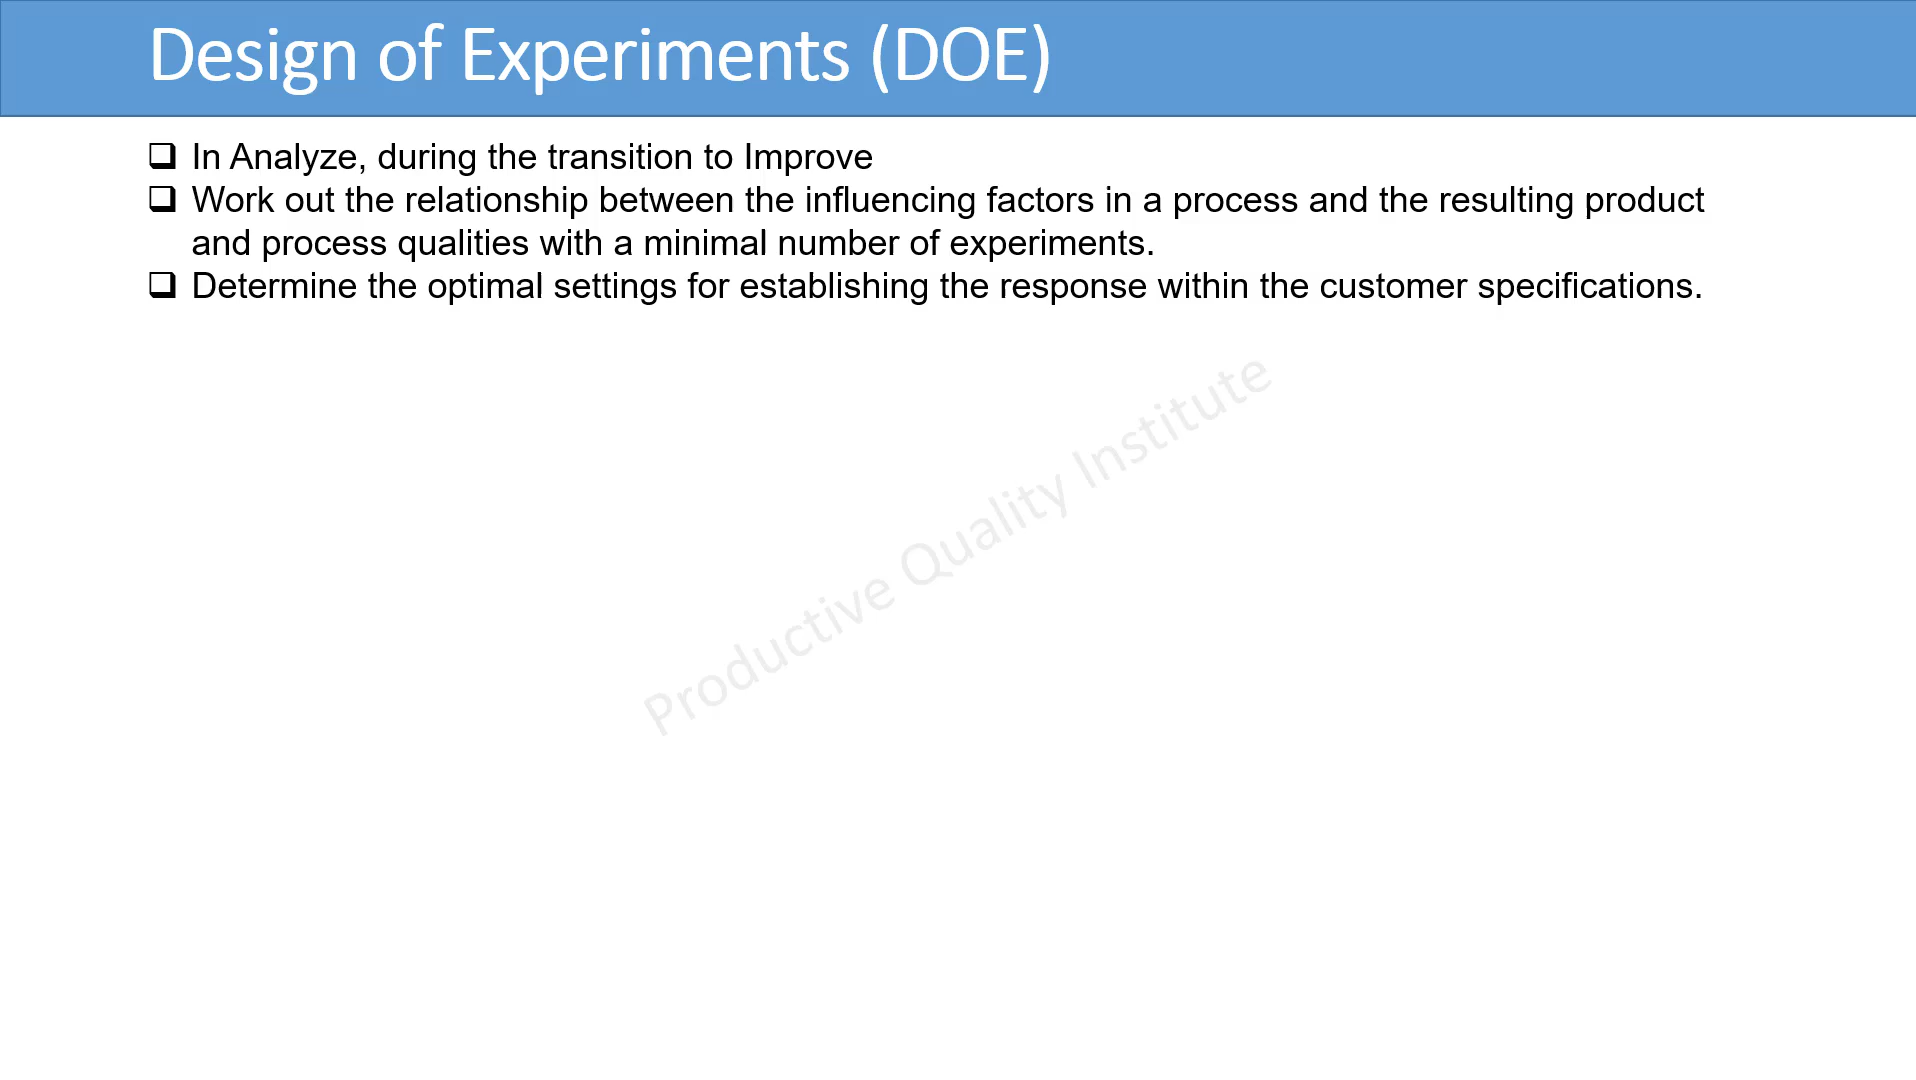 Design of Experiments (DOE)
❑ In Analyze, during the transition to Improve
❑ Work out the relationship between the influencing factors in a process and the resulting product
and process qualities with a minimal number of experiments.
❑ Determine the optimal settings for establishing the response within the customer specifications.
Productive Quality Institute